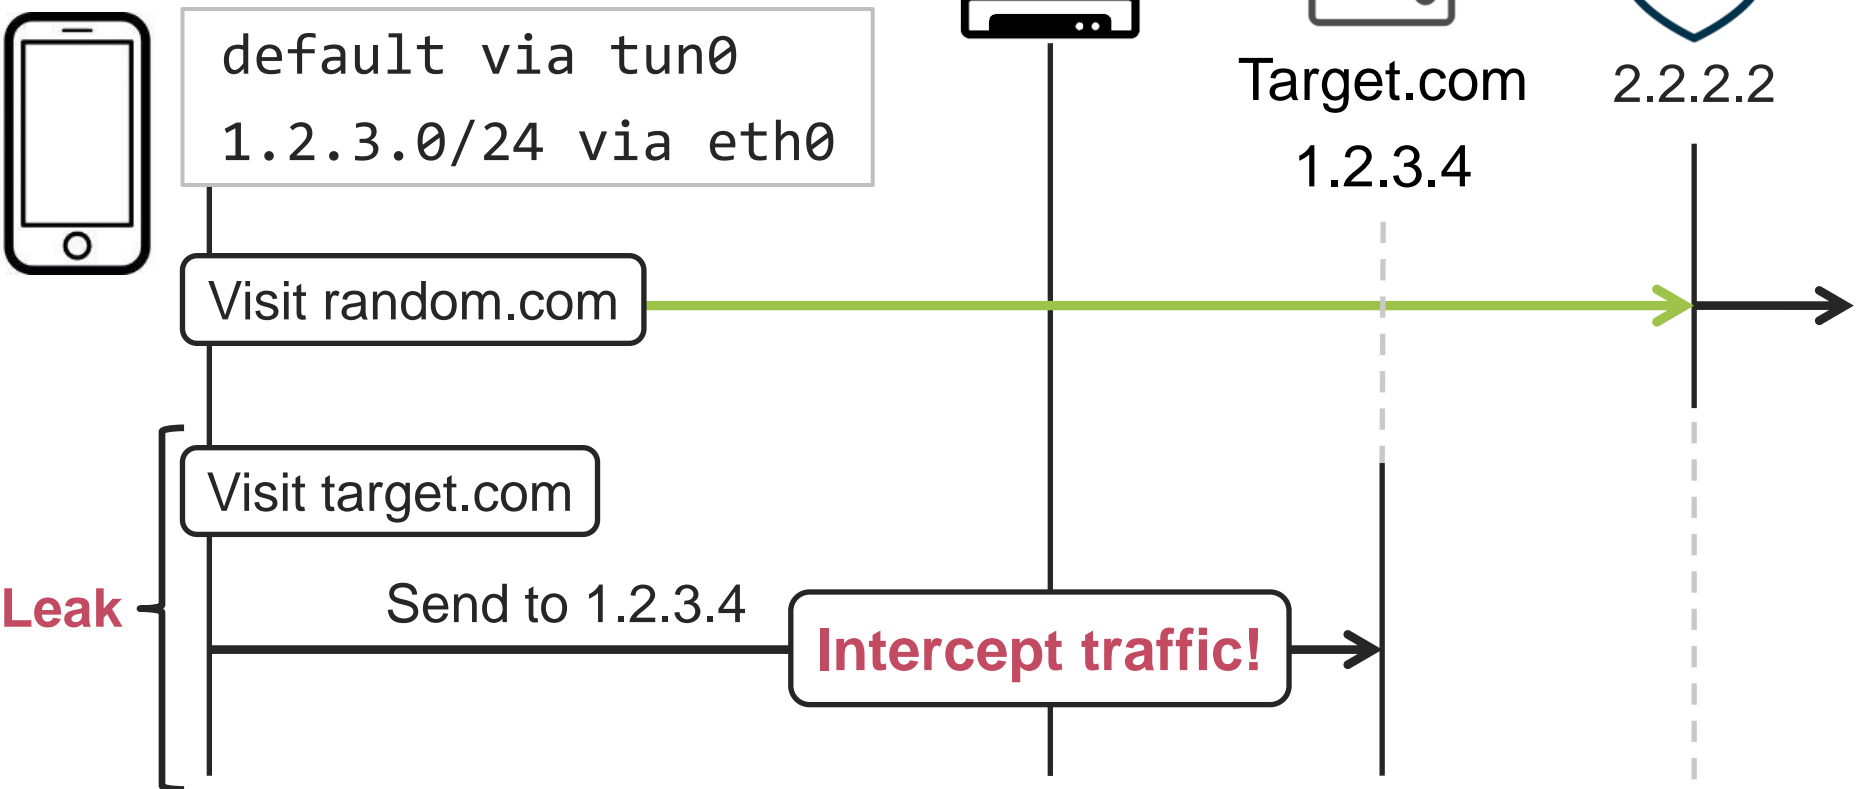 default via tun0
1.2.3.0/24 via eth0
Target.com
1.2.3.4
2.2.2.2
Visit random.com
Visit target.com
Leak
Send to 1.2.3.4
Intercept traffic!